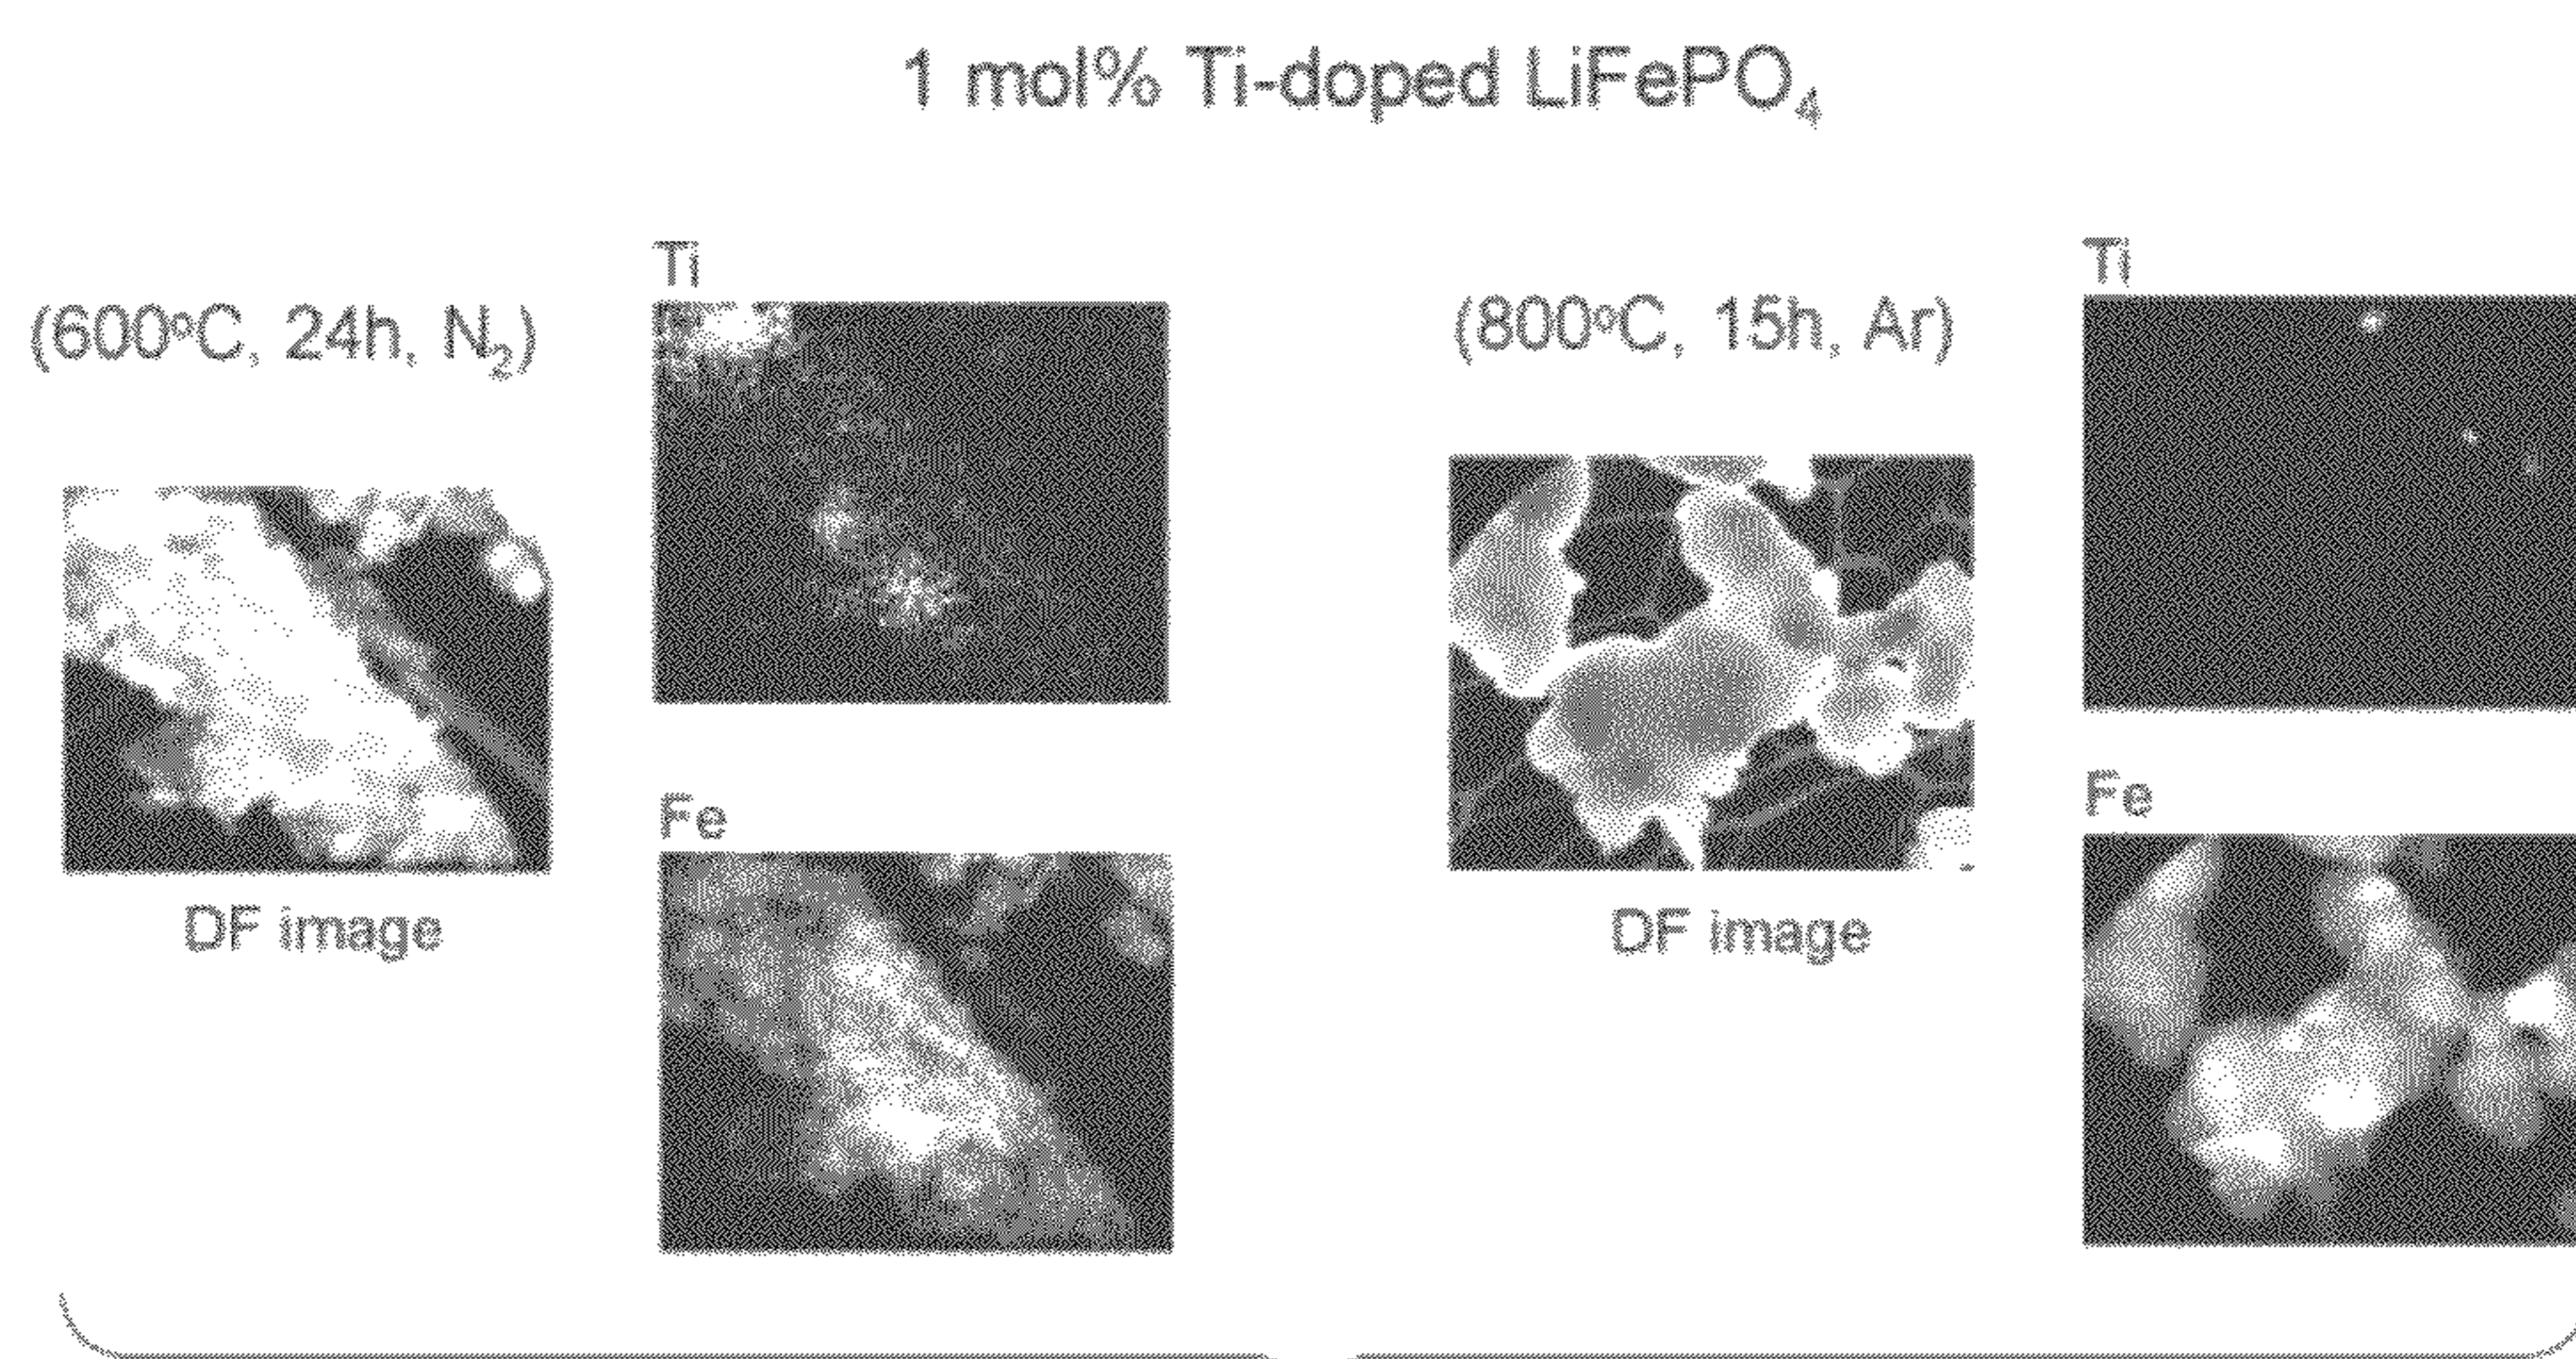 1 mol% Ti-doped LiFePO₄
(600°C, 24h, N₂)
Ti
Fe
DF image
(800°C, 15h, Ar)
Ti
Fe
DF image